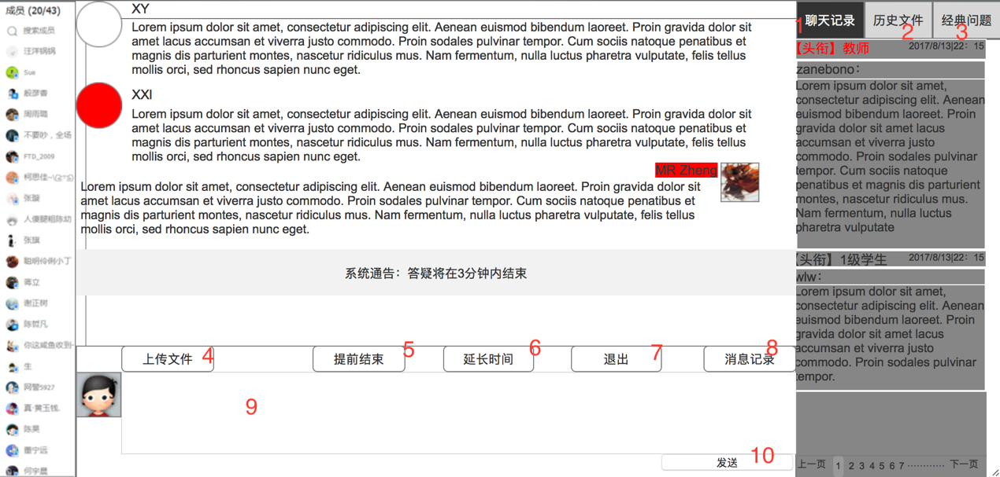 成员 (20/43)
搜索成员
汪洋锅锅
Sue
殷彦香
周雨璐
不要吵，全场
FTD_2009
张璇
张旗
聪明伶俐小丁
蒋立
谢正树
陈哲凡
你这咸鱼收到
生
网警5927
真·黄玉钱.
陈昊
董宁远
何宇晨
XY
Lorem ipsum dolor sit amet, consectetur adipiscing elit. Aenean euismod bibendum laoreet. Proin gravida dolor sit
amet lacus accumsan et viverra justo commodo. Proin sodales pulvinar tempor. Cum sociis natoque penatibus et
magnis dis parturient montes, nascetur ridiculus mus. Nam fermentum, nulla luctus pharetra vulputate, felis tellus
mollis orci, sed rhoncus sapien nunc eget.
XXI
Lorem ipsum dolor sit amet, consectetur adipiscing elit. Aenean euismod bibendum laoreet. Proin gravida dolor sit
amet lacus accumsan et viverra justo commodo. Proin sodales pulvinar tempor. Cum sociis natoque penatibus et
magnis dis parturient montes, nascetur ridiculus mus. Nam fermentum, nulla luctus pharetra vulputate, felis tellus
mollis orci, sed rhoncus sapien nunc eget.
MR Zheng
Lorem ipsum dolor sit amet, consectetur adipiscing elit. Aenean euismod bibendum laoreet. Proin gravida dolor sit
amet lacus accumsan et viverra justo commodo. Proin sodales pulvinar tempor. Cum sociis natoque penatibus et
magnis dis parturient montes, nascetur ridiculus mus. Nam fermentum, nulla luctus pharetra vulputate, felis tellus
mollis orci, sed rhoncus sapien nunc eget.
系统通告：答疑将在3分钟内结束
上传文件 4
提前结束 5
延长时间 6
退出 7
消息记录 8
9
发送 10
1 聊天记录
历史文件 2
经典问题 3
【头衔】教师 2017/8/13|22：15
zanebono：
Lorem ipsum dolor sit amet,
consectetur adipiscing elit. Aenean
euismod bibendum laoreet. Proin
gravida dolor sit amet lacus
accumsan et viverra justo
commodo. Proin sodales pulvinar
tempor. Cum sociis natoque
penatibus et magnis dis parturient
montes, nascetur ridiculus mus.
Nam fermentum, nulla luctus
pharetra vulputate
【头衔】1级学生 2017/8/13|22：15
wlw：
Lorem ipsum dolor sit amet,
consectetur adipiscing elit. Aenean
euismod bibendum laoreet. Proin
gravida dolor sit amet lacus
accumsan et viverra justo
commodo. Proin sodales pulvinar
tempor.
上一页 1 2 3 4 5 6 7 ············ 下一页